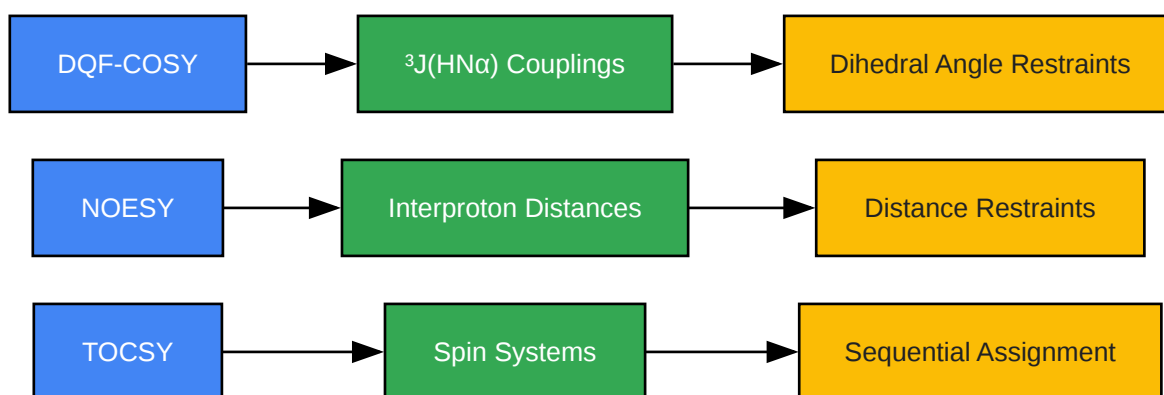 DQF-COSY
³J(HNα) Couplings
Dihedral Angle Restraints
NOESY
Interproton Distances
Distance Restraints
TOCSY
Spin Systems
Sequential Assignment